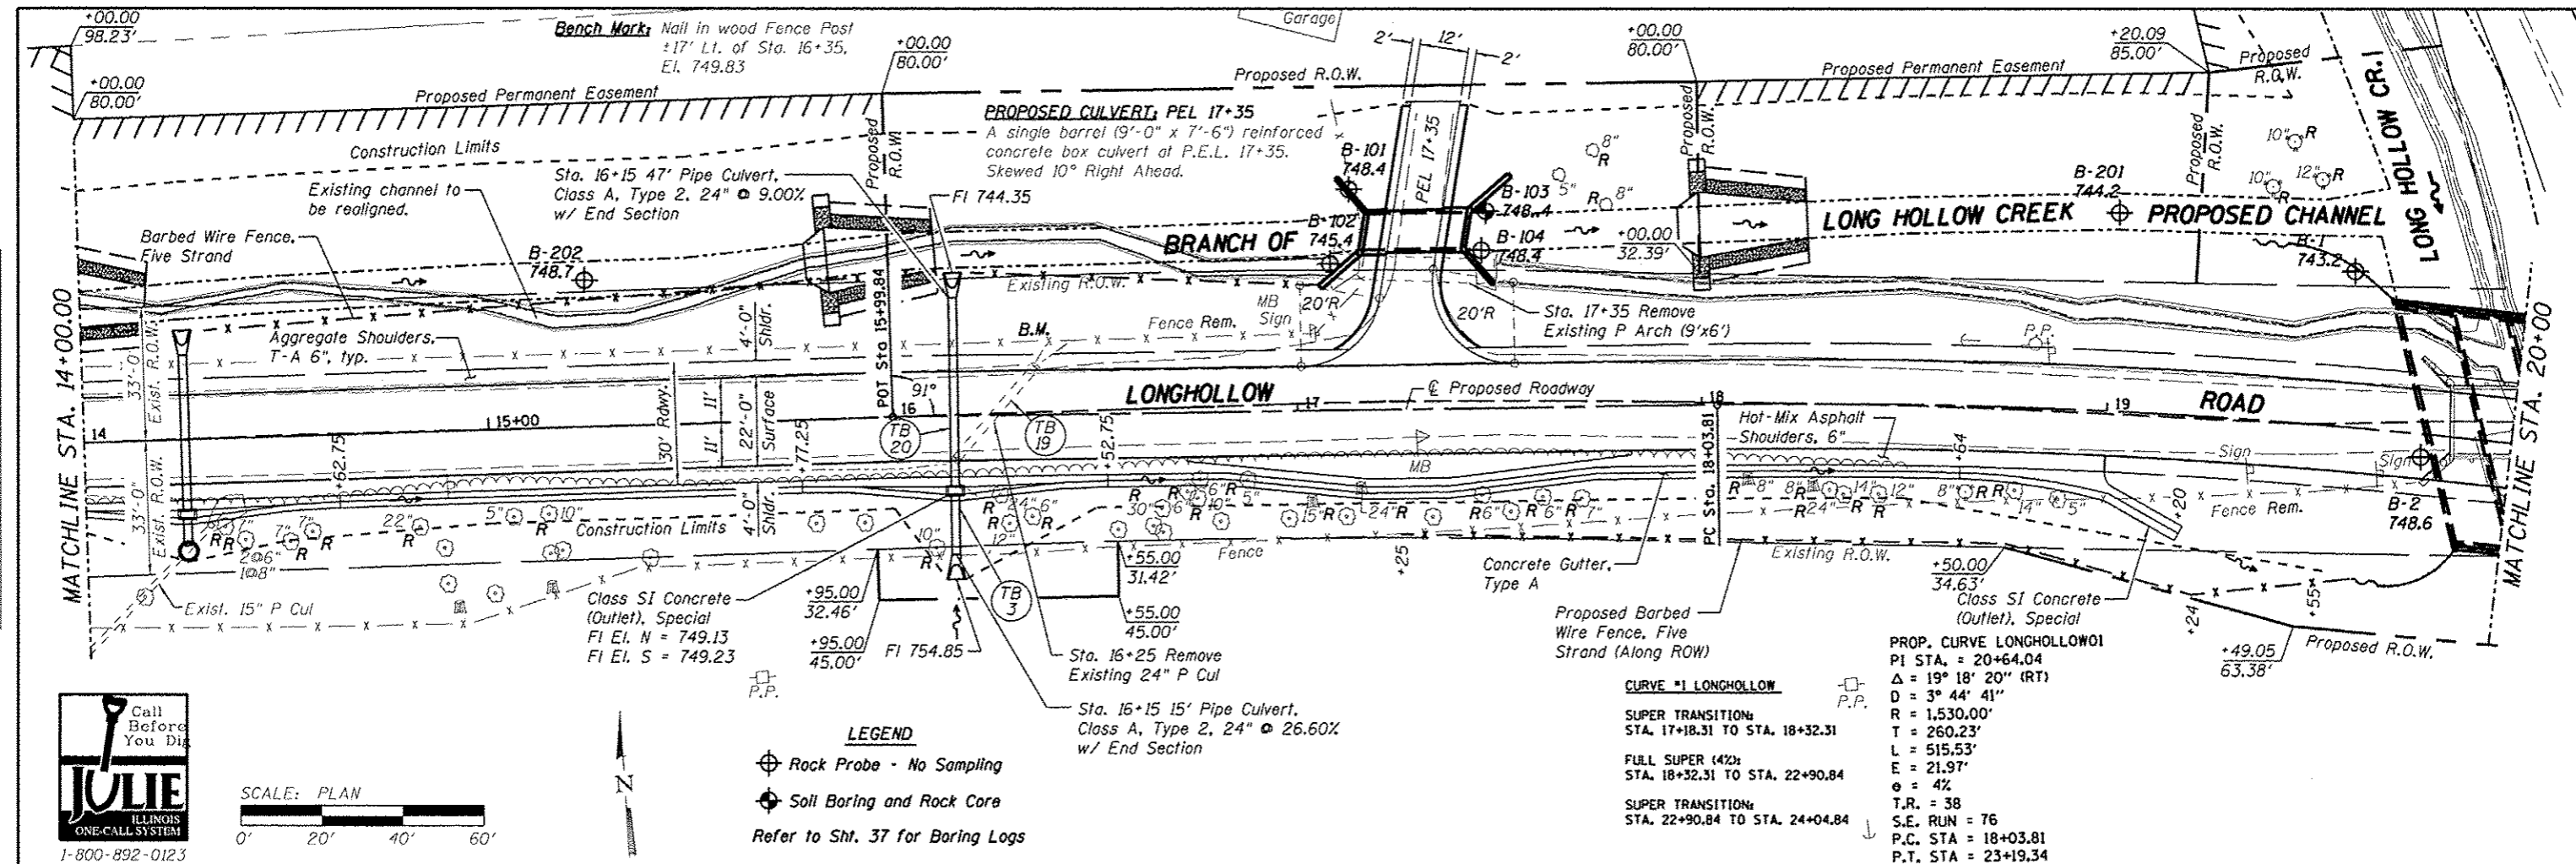 +00.00
98.23'
+00.00
80.00'
Bench Mark: Nail in wood Fence Post
±17' Lt. of Sta. 16+35,
El. 749.83
+00.00
80.00'
Garage
2'
12'
2'
+00.00
80.00'
+20.09
85.00'
Proposed
R.O.W.
LONG HOLLOW CR.
Proposed Permanent Easement
Proposed R.O.W.
Proposed Permanent Easement
Construction Limits
Proposed
R.O.W.
PROPOSED CULVERT: PEL 17+35
A single barrel (9'-0" x 7'-6") reinforced
concrete box culvert at P.E.L. 17+35.
Skewed 10° Right Ahead.
PEL 17+35
Proposed
R.O.W.
Proposed
R.O.W.
8"
R
5"
R
8"
10"
R
10"
12"
R
R
Existing channel to
be realigned.
Sta. 16+15 47' Pipe Culvert,
Class A, Type 2, 24" @ 9.00%
w/ End Section
FI 744.35
B-101
748.4
B-102
745.4
B-103
748.4
B-104
748.4
B-201
744.2
Barbed Wire Fence,
Five Strand
B-202
748.7
BRANCH OF
LONG HOLLOW CREEK
PROPOSED CHANNEL
+00.00
32.39'
B-1
743.2
Existing R.O.W.
20'R
20'R
MB
Sign
Sta. 17+35 Remove
Existing P Arch (9'x6')
P.P.
Aggregate Shoulders,
T-A 6", typ.
4'-0"
Shldr.
B.M.
Fence Rem.
MATCHLINE STA. 14+00.00
33'-0"
Exist. R.O.W.
33'-0"
Exist. R.O.W.
POT Sta 15+99.84
91°
LONGHOLLOW
℄ Proposed Roadway
ROAD
MATCHLINE STA. 20+00
14
15+00
16
17
18
19
30' Rdwy.
11'
11'
22'-0"
Surface
+62.75
+77.25
TB
20
TB
19
+52.75
MB
PC Sta. 18+03.81
Hot-Mix Asphalt
Shoulders, 6"
+64
Sign
Sign
B-2
748.6
Fence Rem.
+20
4'-0"
Shldr.
Construction Limits
Fence
+25
Existing R.O.W.
2@6"
1@8"
Exist. 15" P Cul
Class SI Concrete
(Outlet), Special
FI El. N = 749.13
FI El. S = 749.23
+95.00
32.46'
+95.00
45.00'
FI 754.85
TB
3
+55.00
31.42'
+55.00
45.00'
Sta. 16+25 Remove
Existing 24" P Cul
Sta. 16+15 15' Pipe Culvert,
Class A, Type 2, 24" @ 26.60%
w/ End Section
Concrete Gutter,
Type A
Proposed Barbed
Wire Fence, Five
Strand (Along ROW)
+50.00
34.63'
Class SI Concrete
(Outlet), Special
+24
+55
+49.05
63.38'
Proposed R.O.W.
P.P.
P.P.
Call
Before
You Dig
JULIE
ILLINOIS
ONE-CALL SYSTEM
1-800-892-0123
SCALE: PLAN
0'
20'
40'
60'
N
LEGEND
Rock Probe - No Sampling
Soil Boring and Rock Core
Refer to Sht. 37 for Boring Logs
CURVE #1 LONGHOLLOW
SUPER TRANSITION:
STA. 17+18.31 TO STA. 18+32.31
FULL SUPER (4%):
STA. 18+32.31 TO STA. 22+90.84
SUPER TRANSITION:
STA. 22+90.84 TO STA. 24+04.84
PROP. CURVE LONGHOLLOW01
PI STA. = 20+64.04
Δ = 19° 18' 20" (RT)
D = 3° 44' 41"
R = 1,530.00'
T = 260.23'
L = 515.53'
E = 21.97'
e = 4%
T.R. = 38
S.E. RUN = 76
P.C. STA = 18+03.81
P.T. STA = 23+19.34